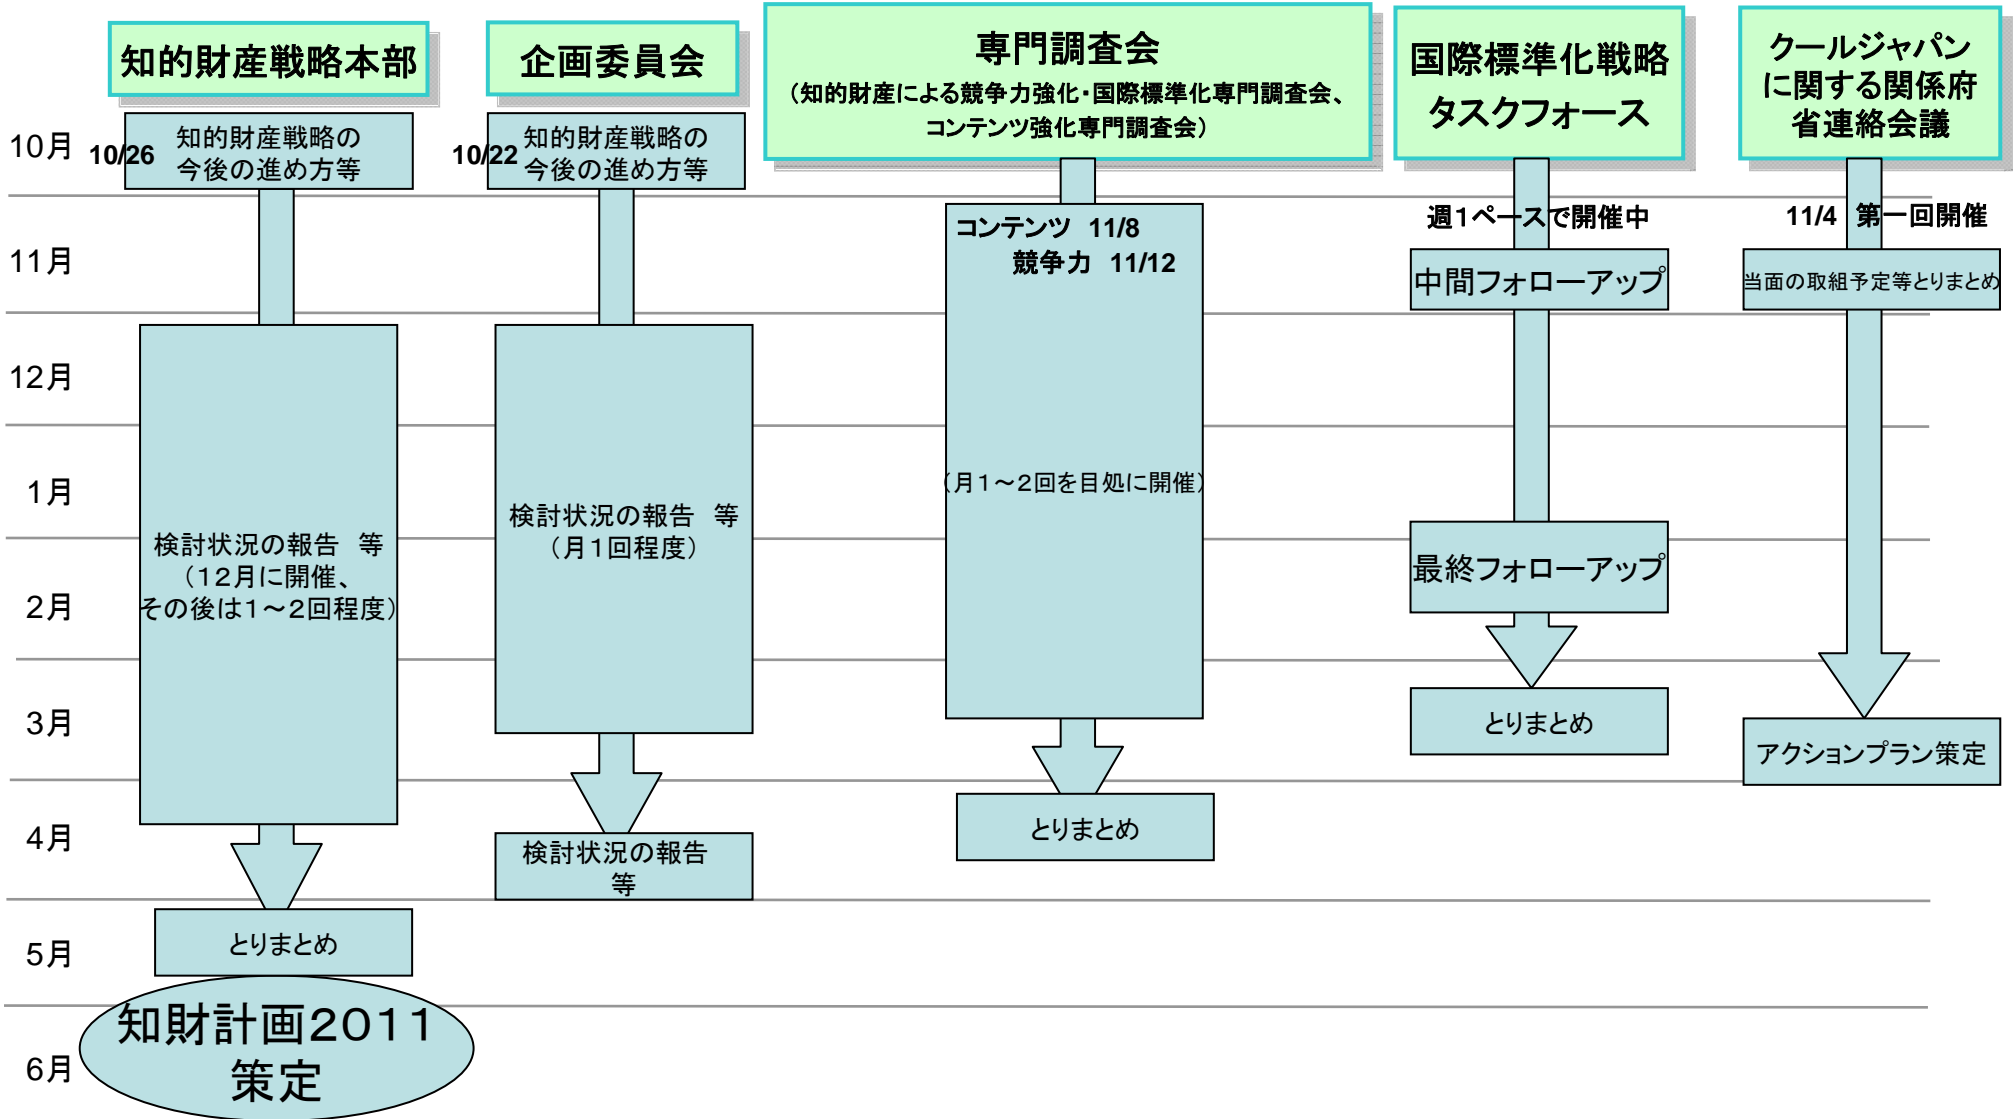 知的財産戦略本部
企画委員会
専門調査会
（知的財産による競争力強化・国際標準化専門調査会、
コンテンツ強化専門調査会）
国際標準化戦略
タスクフォース
クールジャパン
に関する関係府
省連絡会議
10月
10/26
知的財産戦略の
今後の進め方等
10/22
知的財産戦略の
今後の進め方等
11月
コンテンツ 11/8
競争力 11/12
週１ペースで開催中
中間フォローアップ
11/4 第一回開催
当面の取組予定等とりまとめ
12月
1月
（月１～２回を目処に開催）
検討状況の報告 等
（月１回程度）
検討状況の報告 等
（１２月に開催、
その後は１～２回程度）
最終フォローアップ
2月
3月
とりまとめ
アクションプラン策定
4月
検討状況の報告
等
とりまとめ
5月
とりまとめ
6月
知財計画２０１１
策定